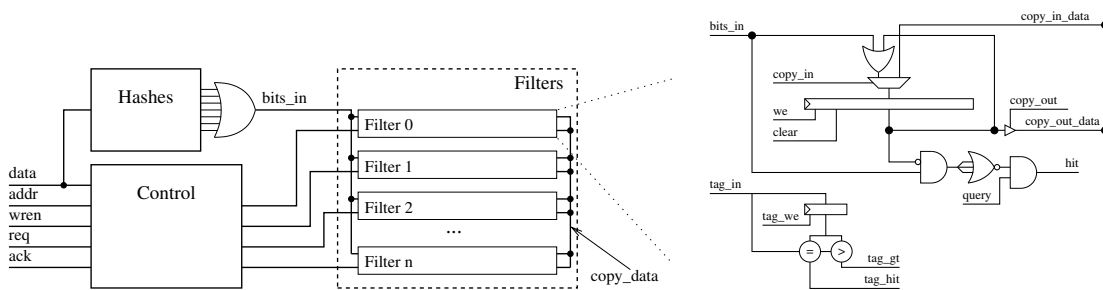 Hashes
bits_in
Filters
Filter 0
Filter 1
Filter 2
...
Filter n
copy_data
data
addr
wren
req
ack
Control
copy_in_data
bits_in
copy_in
we
clear
copy_out
copy_out_data
hit
query
tag_in
tag_we
=
>
tag_gt
tag_hit